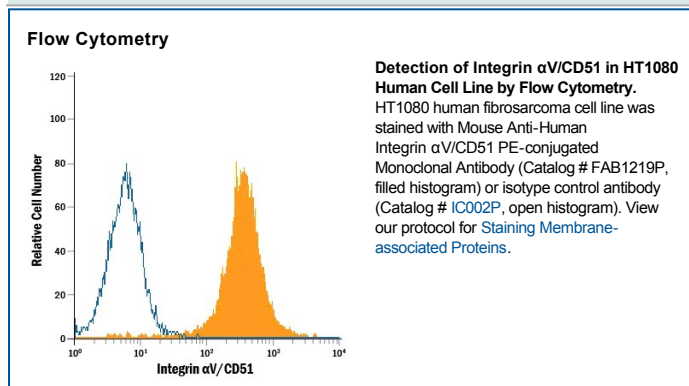 Flow Cytometry
120
100
80
60
40
20
0
Relative Cell Number
10⁰ 10¹ 10² 10³ 10⁴
Integrin αV/CD51
Detection of Integrin αV/CD51 in HT1080
Human Cell Line by Flow Cytometry.
HT1080 human fibrosarcoma cell line was
stained with Mouse Anti-Human
Integrin αV/CD51 PE-conjugated
Monoclonal Antibody (Catalog # FAB1219P,
filled histogram) or isotype control antibody
(Catalog # IC002P, open histogram). View
our protocol for Staining Membrane-
associated Proteins.